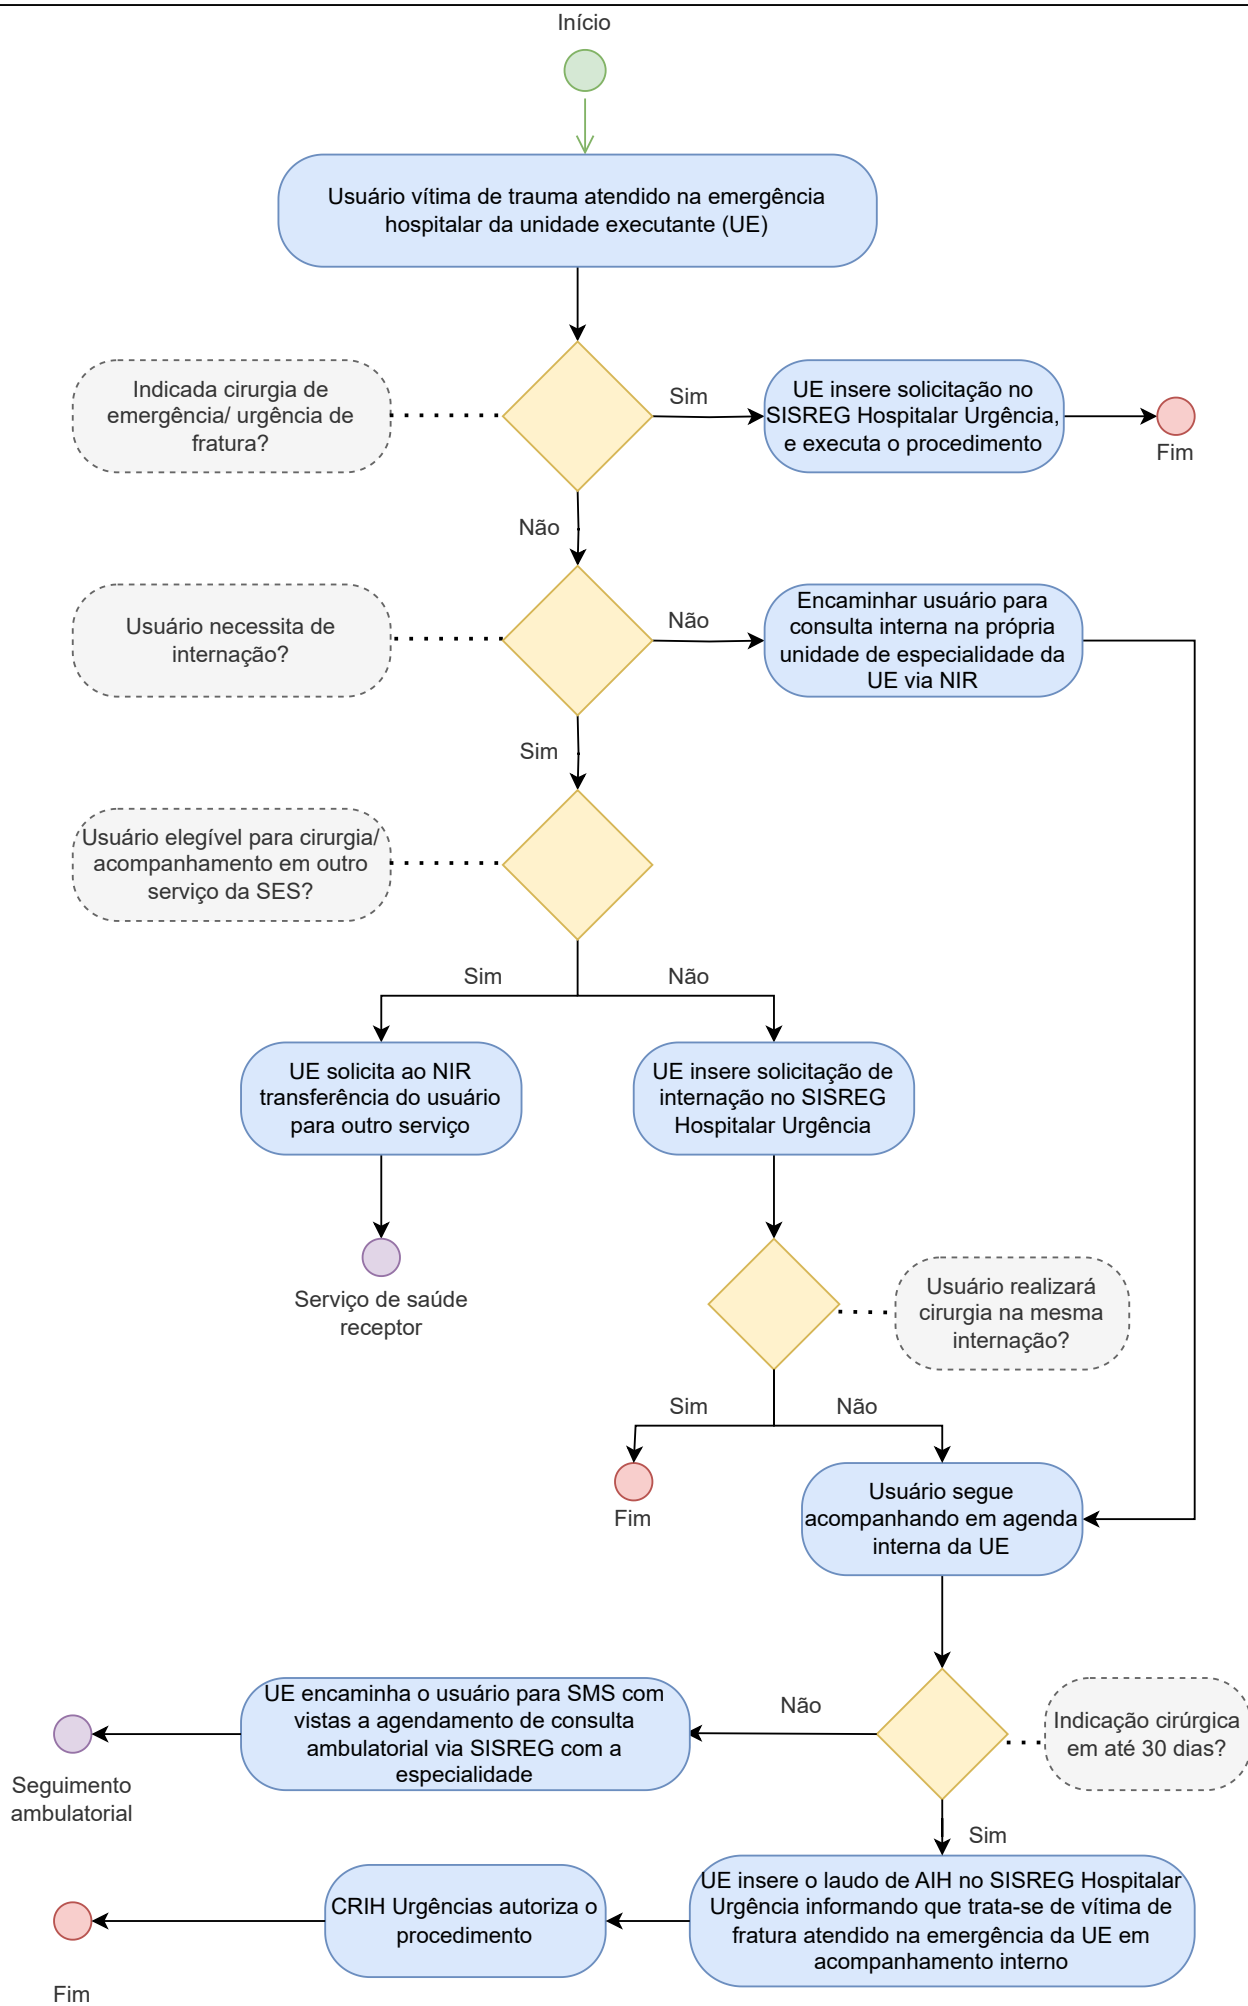 Início
Usuário vítima de trauma atendido na emergência
hospitalar da unidade executante (UE)
Indicada cirurgia de
emergência/ urgência de
fratura?
Sim
UE insere solicitação no
SISREG Hospitalar Urgência,
e executa o procedimento
Fim
Não
Usuário necessita de
internação?
Não
Encaminhar usuário para
consulta interna na própria
unidade de especialidade da
UE via NIR
Sim
Usuário elegível para cirurgia/
acompanhamento em outro
serviço da SES?
Sim
Não
UE solicita ao NIR
transferência do usuário
para outro serviço
UE insere solicitação de
internação no SISREG
Hospitalar Urgência
Serviço de saúde
receptor
Usuário realizará
cirurgia na mesma
internação?
Sim
Não
Fim
Usuário segue
acompanhando em agenda
interna da UE
UE encaminha o usuário para SMS com
vistas a agendamento de consulta
ambulatorial via SISREG com a
especialidade
Não
Indicação cirúrgica
em até 30 dias?
Seguimento
ambulatorial
Sim
CRIH Urgências autoriza o
procedimento
UE insere o laudo de AIH no SISREG Hospitalar
Urgência informando que trata-se de vítima de
fratura atendido na emergência da UE em
acompanhamento interno
Fim